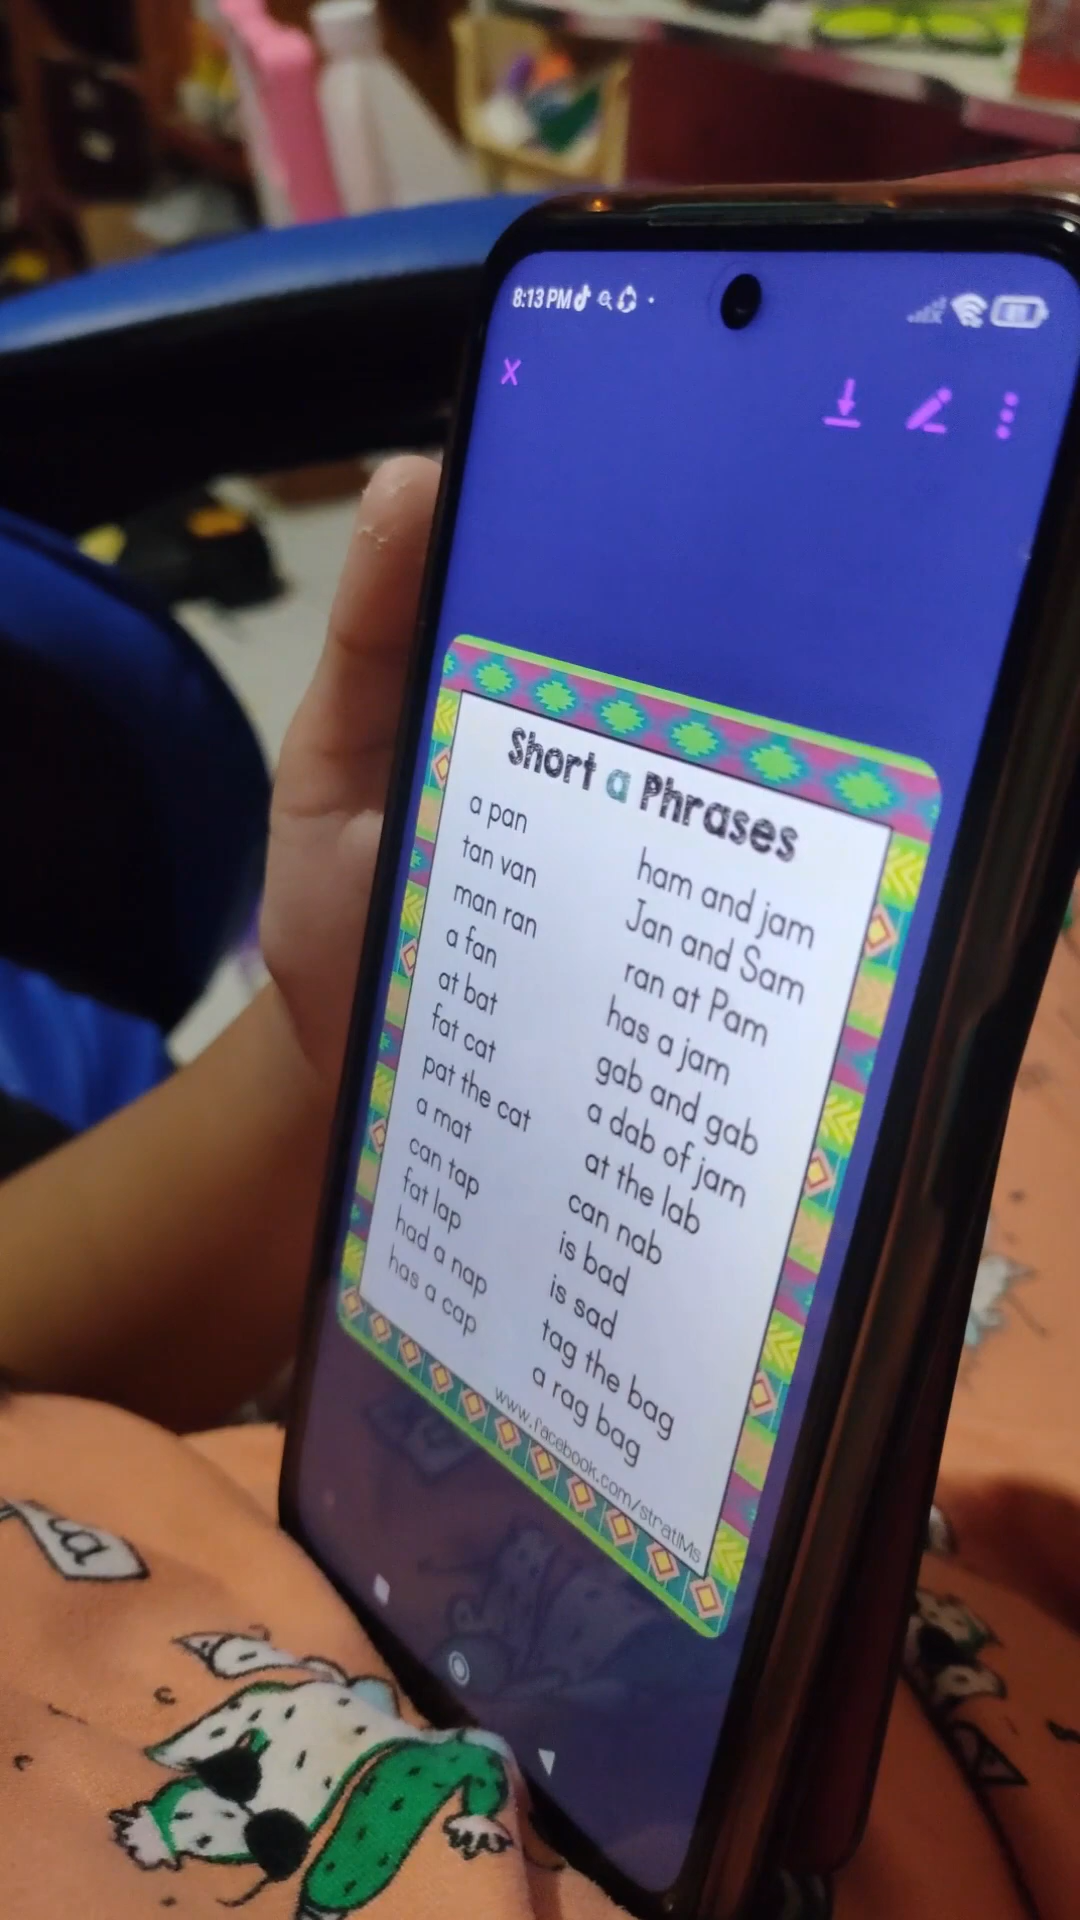 8:13 PM
Short a Phrases
a pan
tan van
man ran
a fan
at bat
fat cat
pat the cat
a mat
can tap
fat lap
had a nap
has a cap
ham and jam
Jan and Sam
ran at Pam
has a jam
gab and gab
a dab of jam
at the lab
can nab
is bad
is sad
tag the bag
a rag bag
www.facebook.com/stratIMs